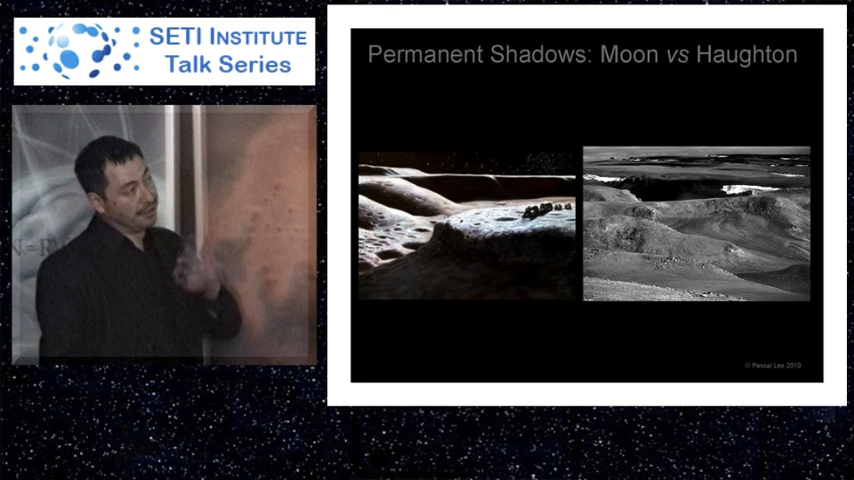 SETI INSTITUTE
Talk Series
Permanent Shadows: Moon vs Haughton
© Pascal Lee 2010